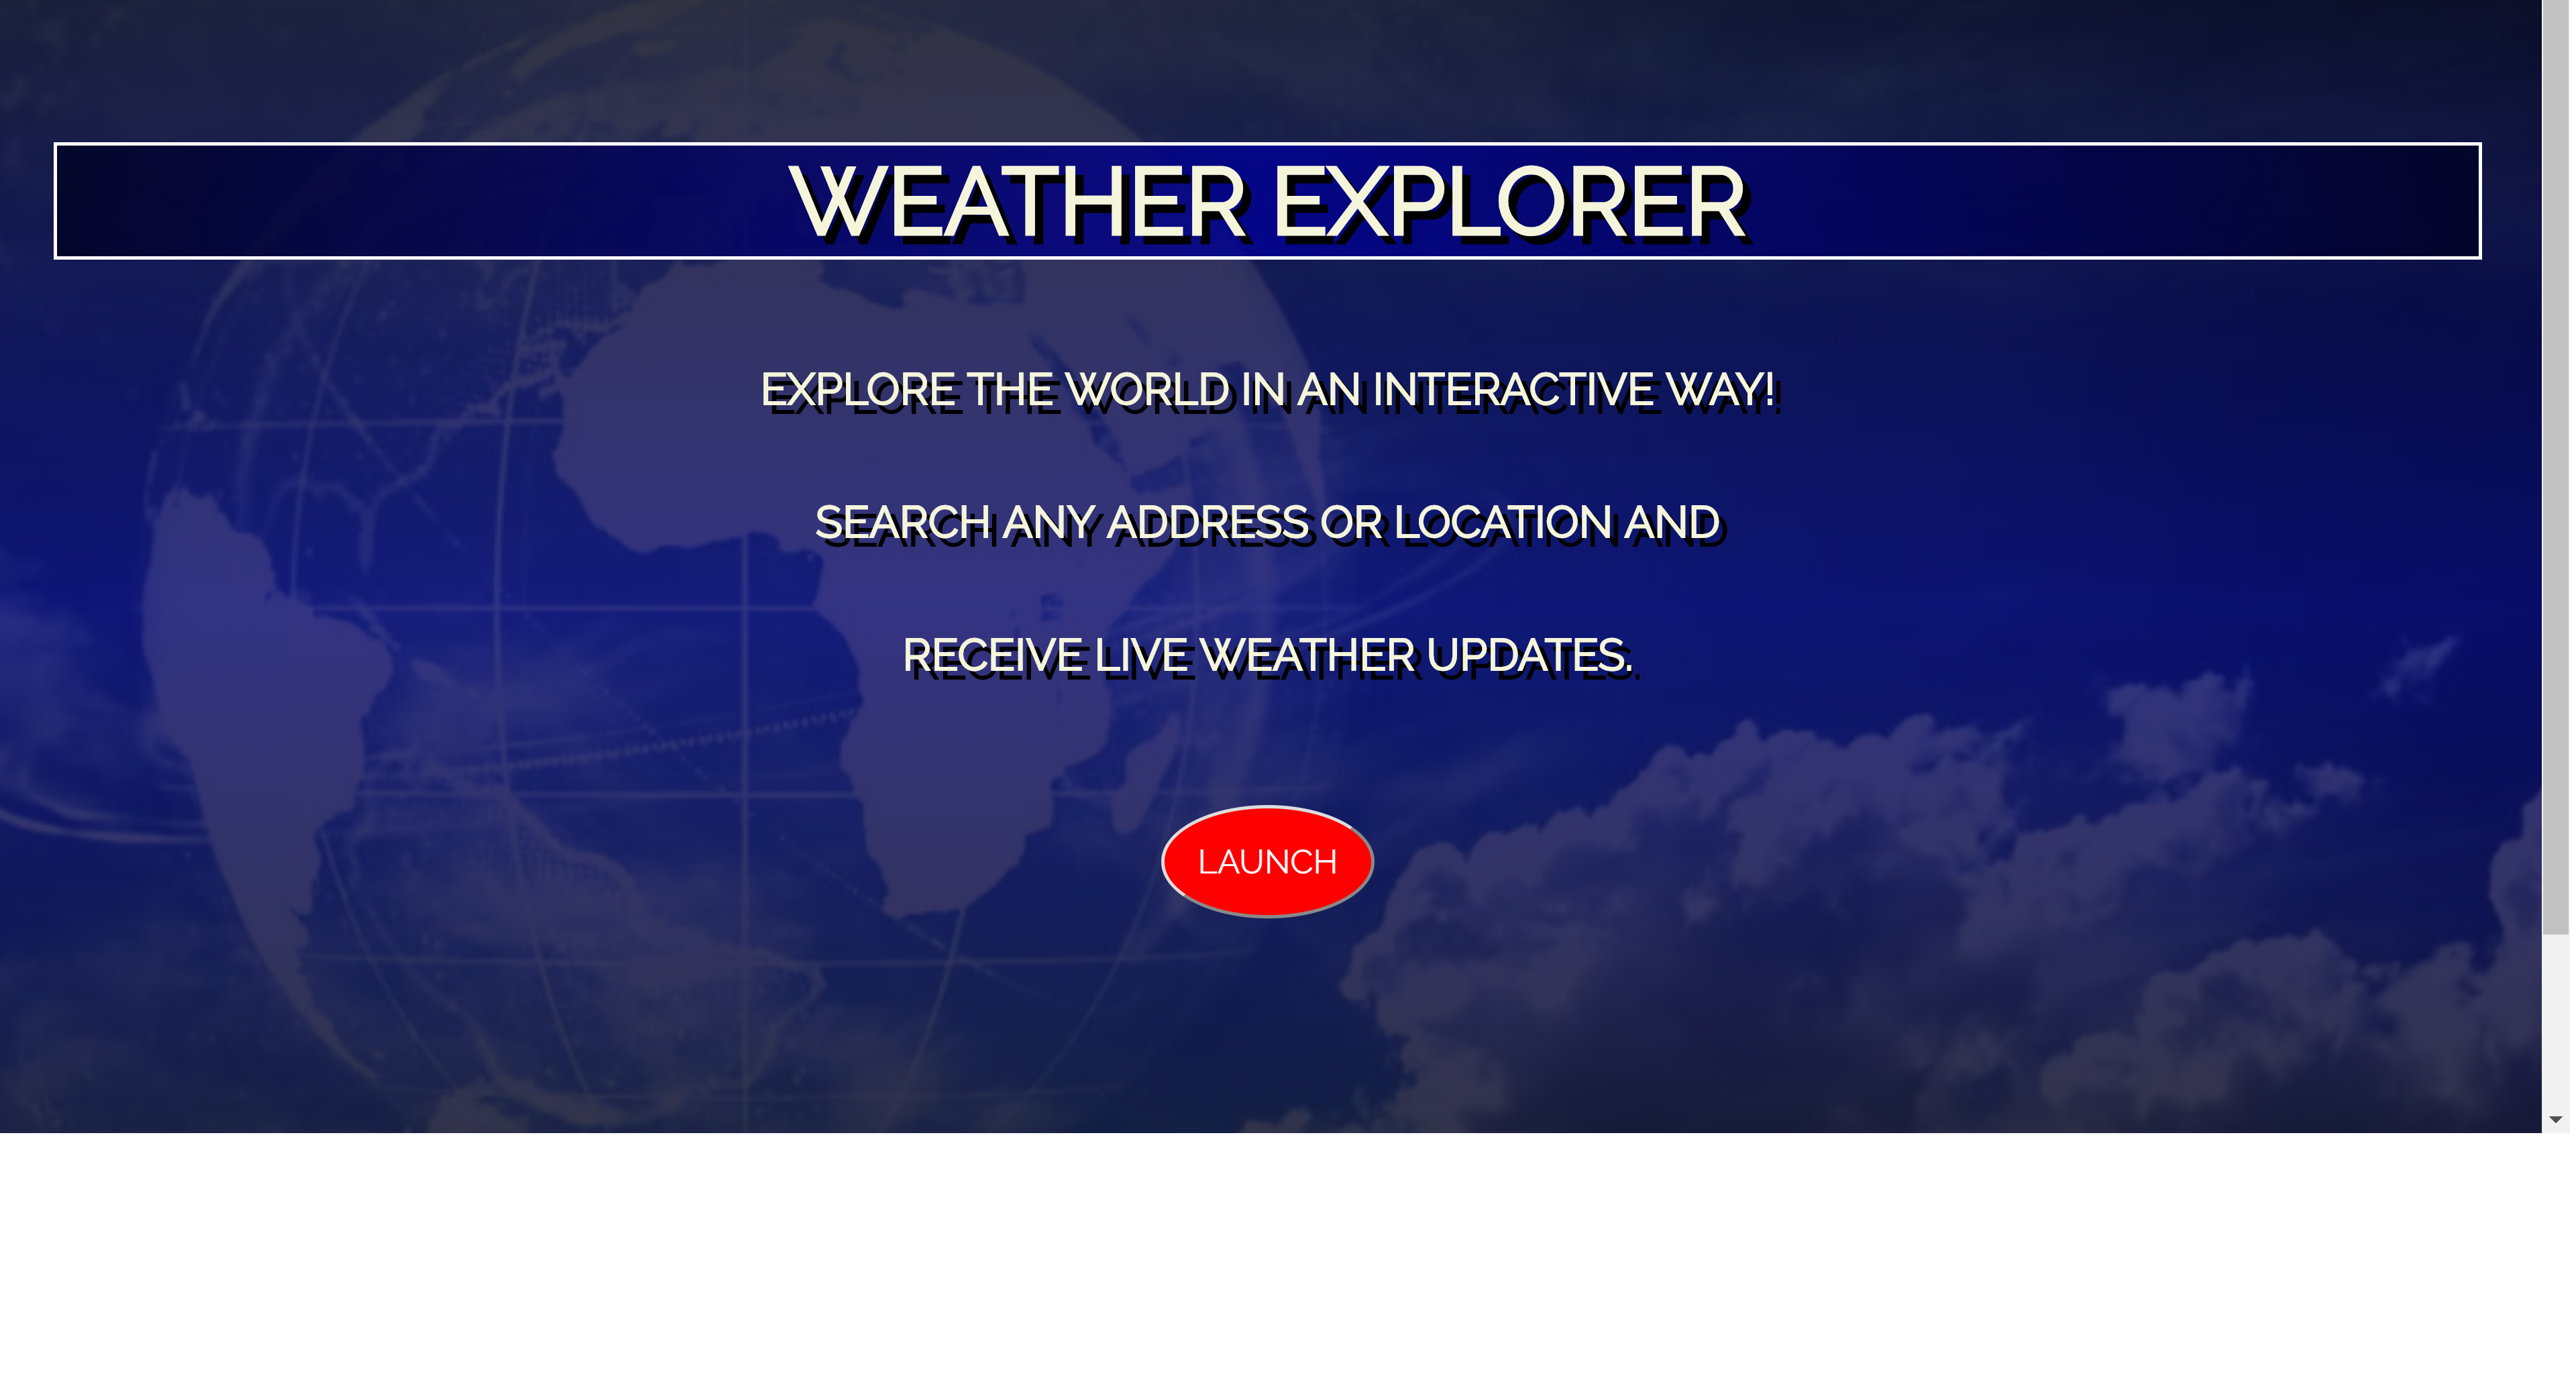 WEATHER EXPLORER
EXPLORE THE WORLD IN AN INTERACTIVE WAY!
SEARCH ANY ADDRESS OR LOCATION AND
RECEIVE LIVE WEATHER UPDATES.
LAUNCH